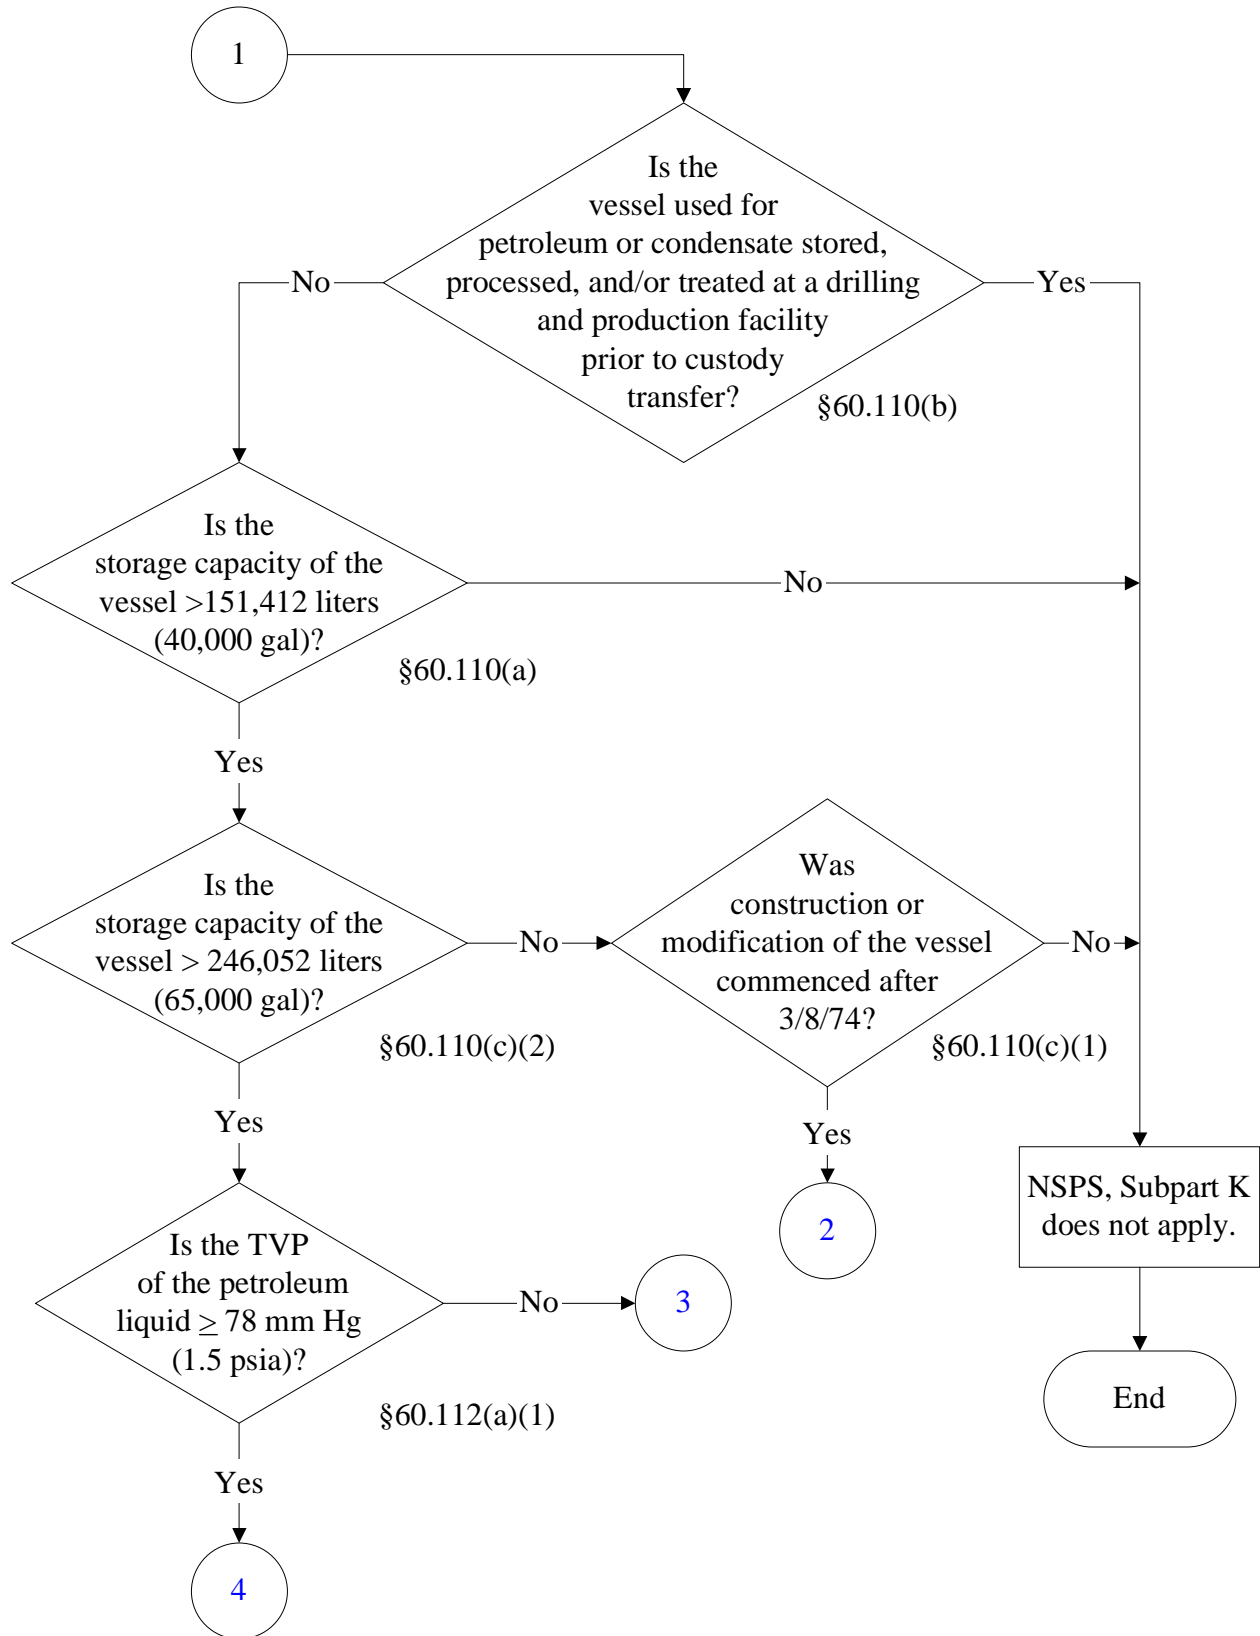 1
Is the
vessel used for
petroleum or condensate stored,
processed, and/or treated at a drilling
and production facility
prior to custody
transfer?
No
Yes
§60.110(b)
Is the
storage capacity of the
vessel >151,412 liters
(40,000 gal)?
No
§60.110(a)
Yes
Is the
storage capacity of the
vessel > 246,052 liters
(65,000 gal)?
No
§60.110(c)(2)
Was
construction or
modification of the vessel
commenced after
3/8/74?
No
§60.110(c)(1)
Yes
Yes
2
NSPS, Subpart K
does not apply.
Is the TVP
of the petroleum
liquid ≥ 78 mm Hg
(1.5 psia)?
No
3
§60.112(a)(1)
End
Yes
4